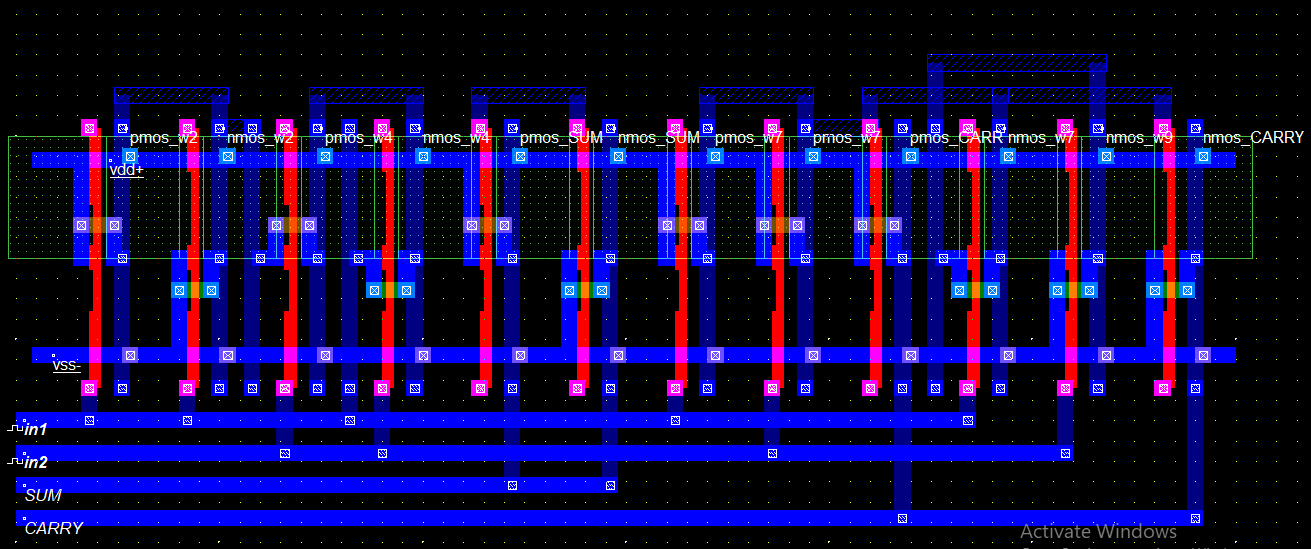 pmos_w2 nmos_w2 pmos_w4 nmos_w4 pmos_SUM nmos_SUM pmos_w7 pmos_w7 pmos_CARR nmos_w7 nmos_w9 nmos_CARRY
vdd+
vss-
in1
in2
SUM
CARRY
Activate Windows